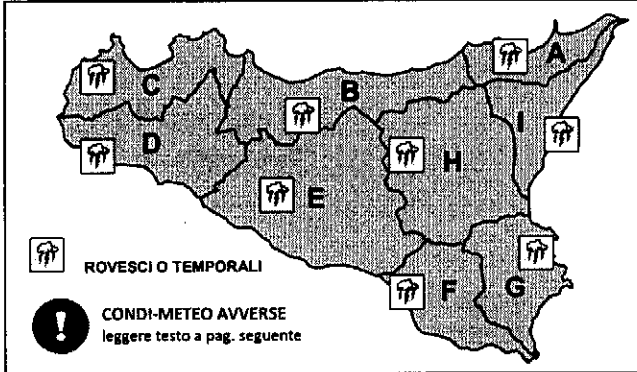 A
C
B
I
D
H
E
G
F
ROVESCI O TEMPORALI
!
CONDI-METEO AVVERSE
leggere testo a pag. seguente